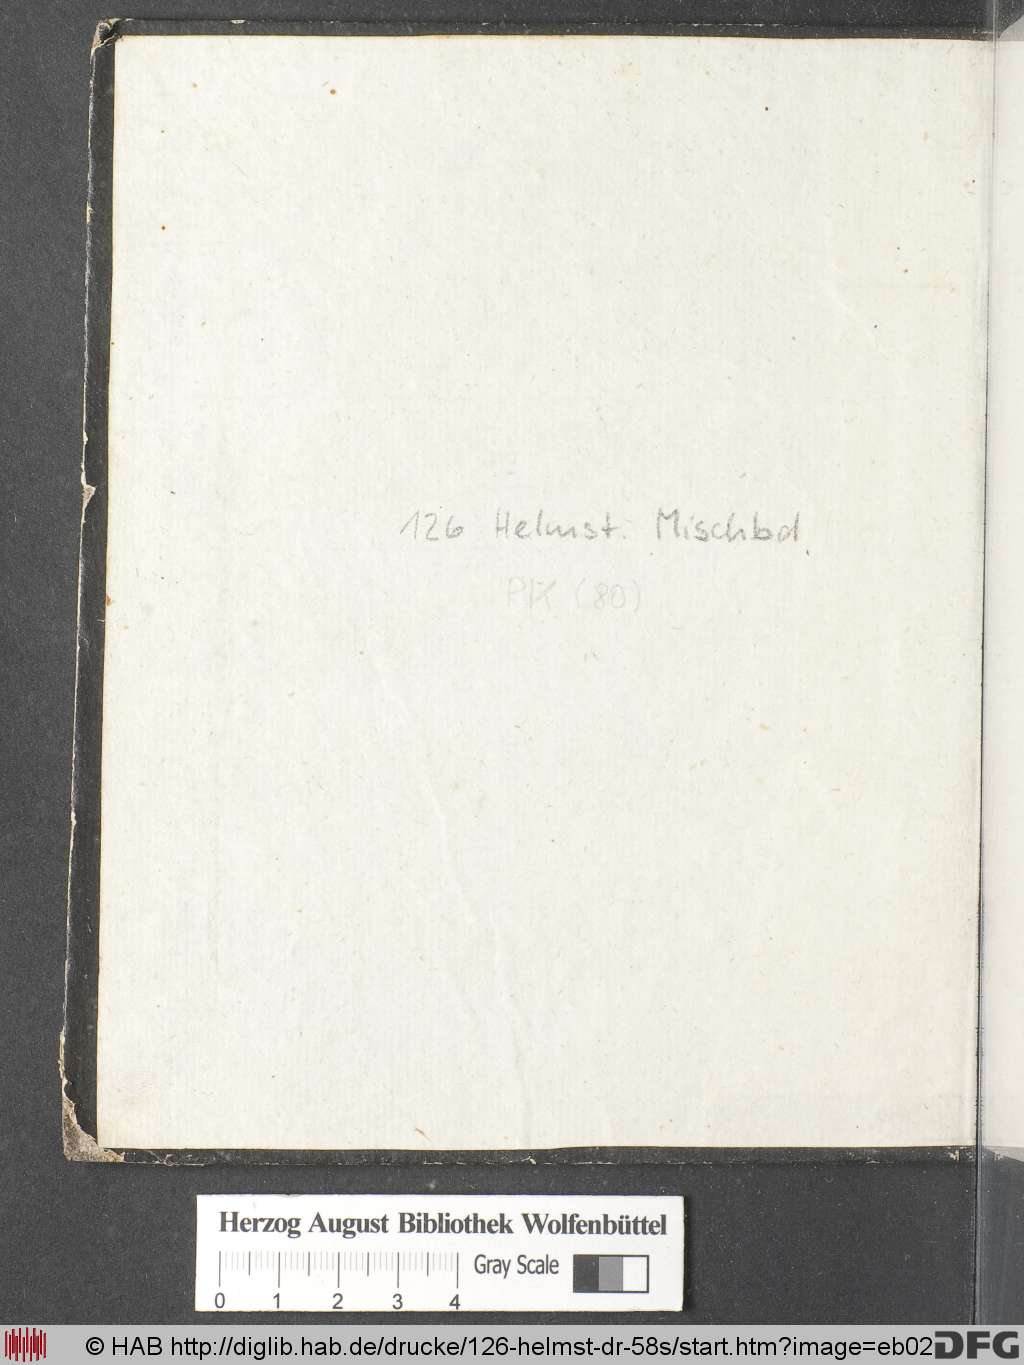 126 Helmst. Mischbd
PK (80)
Herzog August Bibliothek Wolfenbüttel
0 1 2 3 4 Gray Scale
© HAB http://diglib.hab.de/drucke/126-helmst-dr-58s/start.htm?image=eb02 DFG